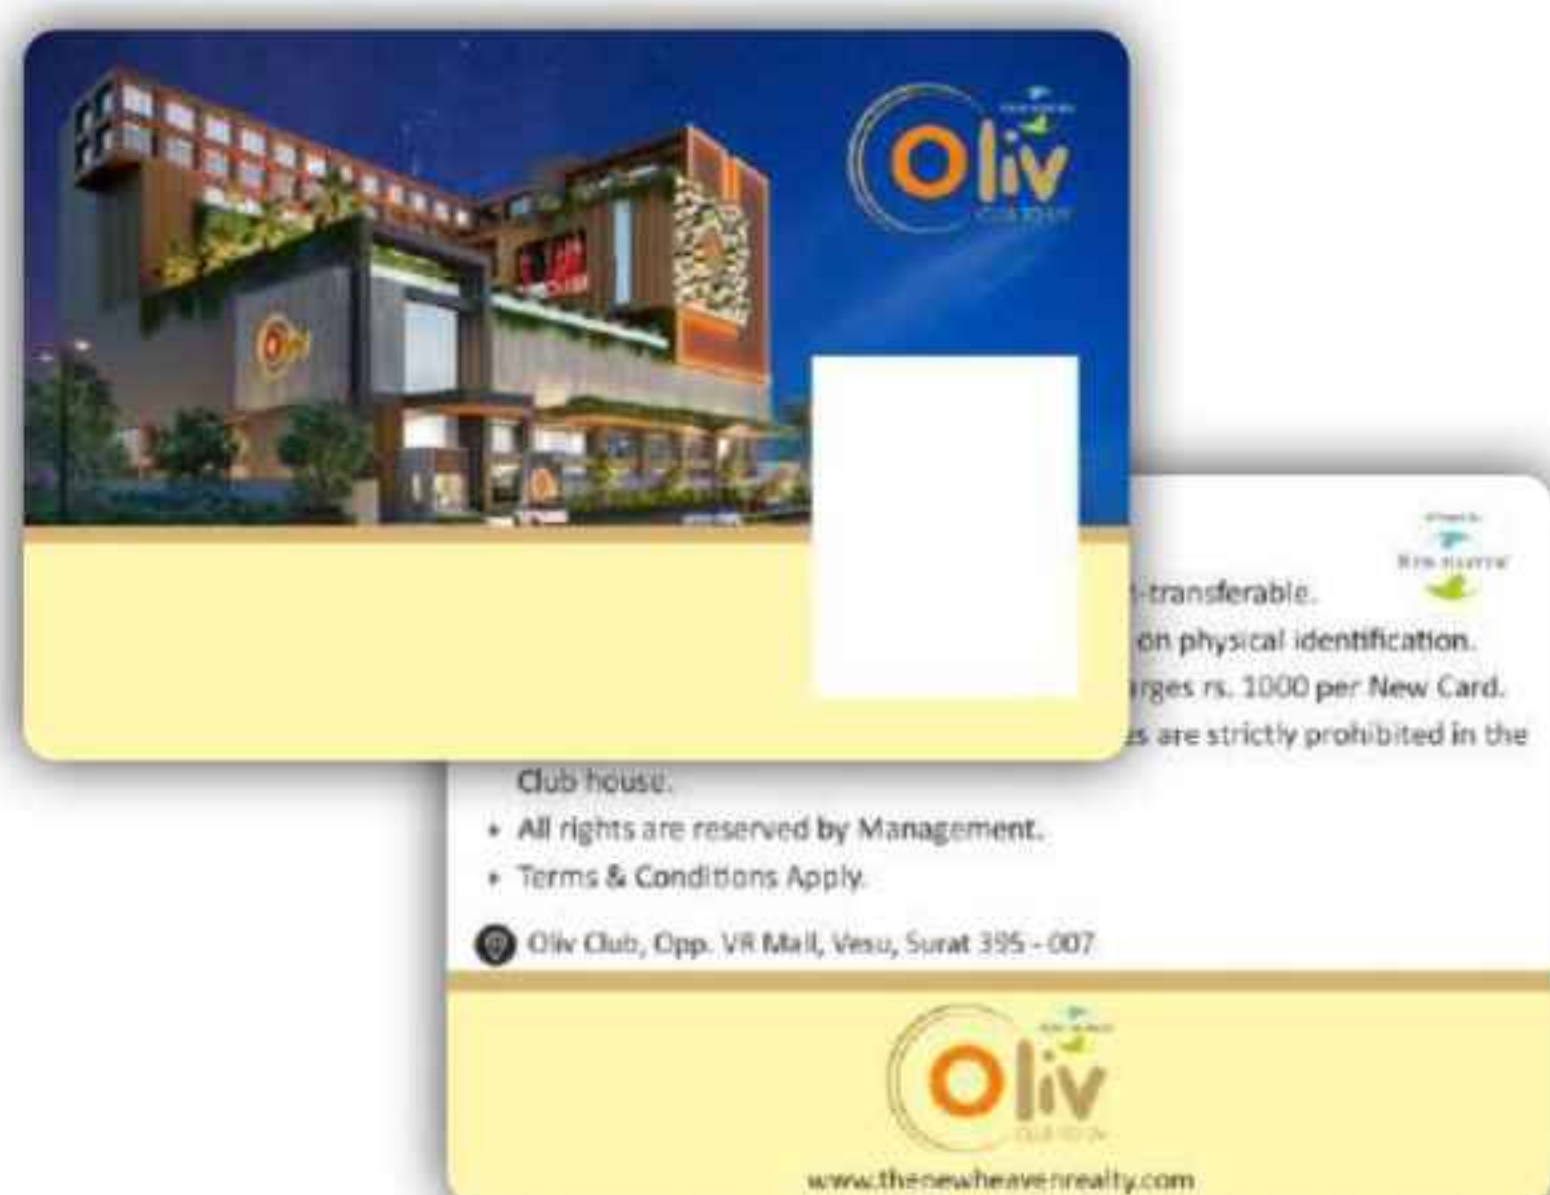 Oliv
Oliv
-transferable.
on physical identification.
rges rs. 1000 per New Card.
es are strictly prohibited in the
Club house.
• All rights are reserved by Management.
• Terms & Conditions Apply.
Oliv Club, Opp. VR Mall, Vesu, Surat 395 - 007
Oliv
www.thenewheavenrealty.com